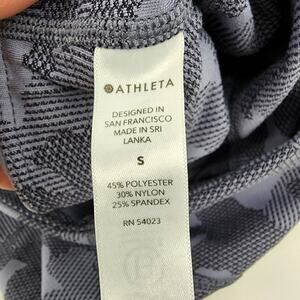 ATHLETA
DESIGNED IN
SAN FRANCISCO
MADE IN SRI
LANKA
S
45% POLYESTER
30% NYLON
25% SPANDEX
RN 54023
B